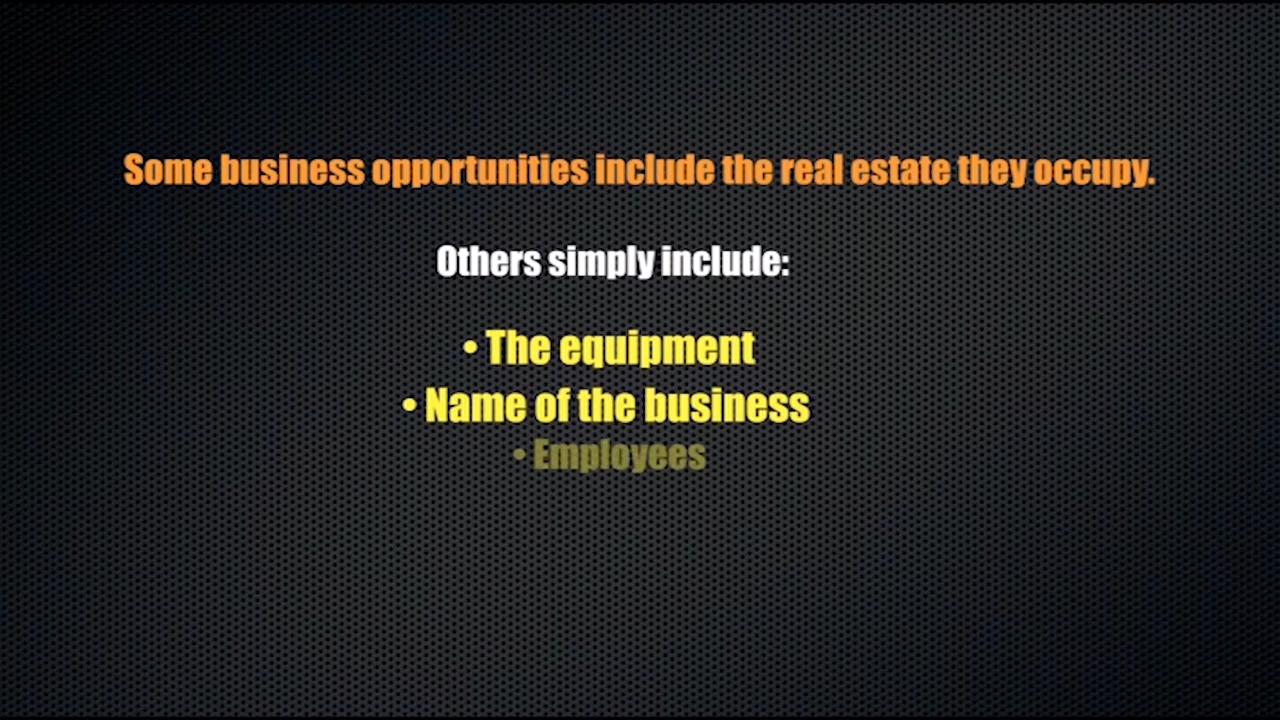 Some business opportunities include the real estate they occupy.
Others simply include:
• The equipment
• Name of the business
• Employees